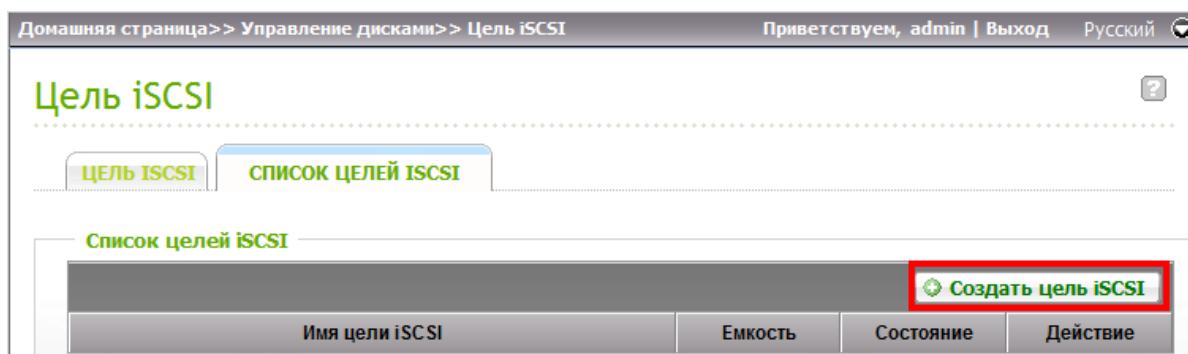 Домашняя страница>> Управление дисками>> Цель iSCSI Приветствуем, admin | Выход Русский
Цель iSCSI ?
ЦЕЛЬ ISCSI СПИСОК ЦЕЛЕЙ ISCSI
Список целей iSCSI
Создать цель iSCSI
Имя цели iSCSI Емкость Состояние Действие